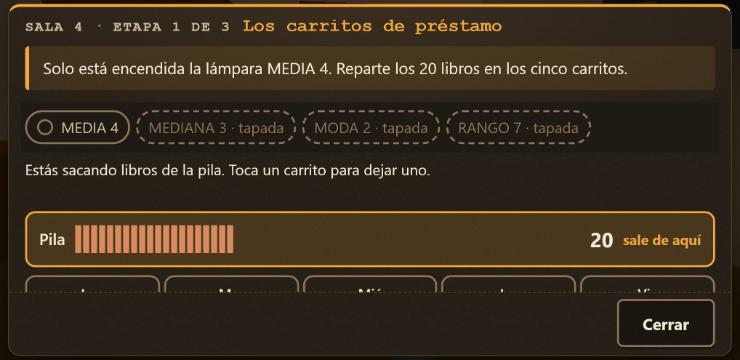 SALA 4 · ETAPA 1 DE 3 Los carritos de préstamo
Solo está encendida la lámpara MEDIA 4. Reparte los 20 libros en los cinco carritos.
MEDIA 4 MEDIANA 3 · tapada MODA 2 · tapada RANGO 7 · tapada
Estás sacando libros de la pila. Toca un carrito para dejar uno.
Pila 20 sale de aquí
Cerrar